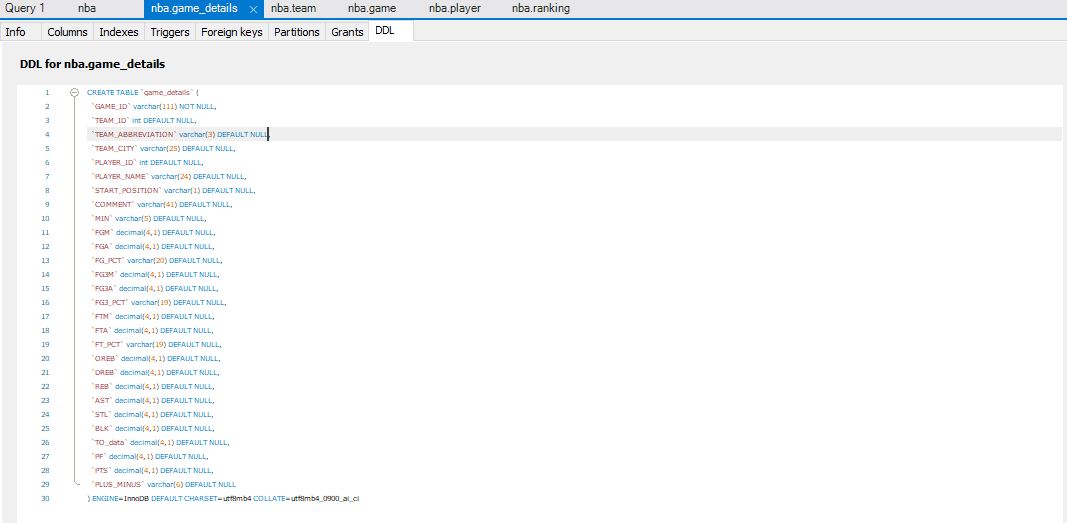 Query 1 nba nba.game_details × nba.team nba.game nba.player nba.ranking
Info Columns Indexes Triggers Foreign keys Partitions Grants DDL
DDL for nba.game_details
1 CREATE TABLE `game_details` (
2 `GAME_ID` varchar(111) NOT NULL,
3 `TEAM_ID` int DEFAULT NULL,
4 `TEAM_ABBREVIATION` varchar(3) DEFAULT NULL,
5 `TEAM_CITY` varchar(25) DEFAULT NULL,
6 `PLAYER_ID` int DEFAULT NULL,
7 `PLAYER_NAME` varchar(24) DEFAULT NULL,
8 `START_POSITION` varchar(1) DEFAULT NULL,
9 `COMMENT` varchar(41) DEFAULT NULL,
10 `MIN` varchar(5) DEFAULT NULL,
11 `FGM` decimal(4,1) DEFAULT NULL,
12 `FGA` decimal(4,1) DEFAULT NULL,
13 `FG_PCT` varchar(20) DEFAULT NULL,
14 `FG3M` decimal(4,1) DEFAULT NULL,
15 `FG3A` decimal(4,1) DEFAULT NULL,
16 `FG3_PCT` varchar(19) DEFAULT NULL,
17 `FTM` decimal(4,1) DEFAULT NULL,
18 `FTA` decimal(4,1) DEFAULT NULL,
19 `FT_PCT` varchar(19) DEFAULT NULL,
20 `OREB` decimal(4,1) DEFAULT NULL,
21 `DREB` decimal(4,1) DEFAULT NULL,
22 `REB` decimal(4,1) DEFAULT NULL,
23 `AST` decimal(4,1) DEFAULT NULL,
24 `STL` decimal(4,1) DEFAULT NULL,
25 `BLK` decimal(4,1) DEFAULT NULL,
26 `TO_data` decimal(4,1) DEFAULT NULL,
27 `PF` decimal(4,1) DEFAULT NULL,
28 `PTS` decimal(4,1) DEFAULT NULL,
29 `PLUS_MINUS` varchar(6) DEFAULT NULL
30 ) ENGINE=InnoDB DEFAULT CHARSET=utf8mb4 COLLATE=utf8mb4_0900_ai_ci